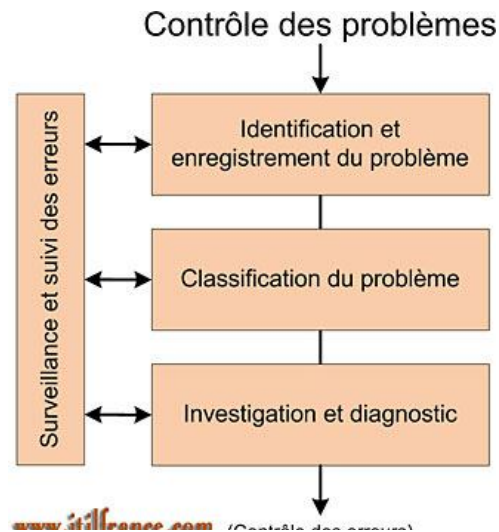 Contrôle des problèmes
Surveillance et suivi des erreurs
Identification et
enregistrement du problème
Classification du problème
Investigation et diagnostic
www.itilfrance.com (Contrôle des erreurs)